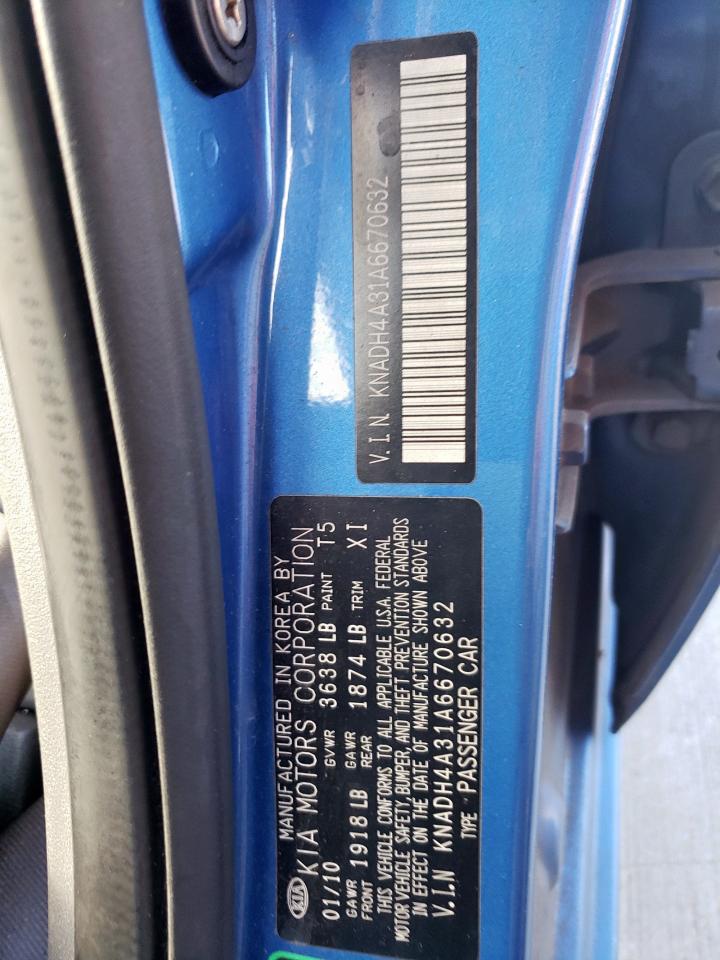 V.I.N KNADH4A31A6670632
MANUFACTURED IN KOREA BY
KIA KIA MOTORS CORPORATION
01/10 GVWR 3638 LB PAINT T5
GAWR FRONT 1918 LB GAWR REAR 1874 LB TRIM XI
THIS VEHICLE CONFORMS TO ALL APPLICABLE U.S.A. FEDERAL
MOTOR VEHICLE SAFETY, BUMPER, AND THEFT PREVENTION STANDARDS
IN EFFECT ON THE DATE OF MANUFACTURE SHOWN ABOVE
V.I.N KNADH4A31A6670632
TYPE PASSENGER CAR